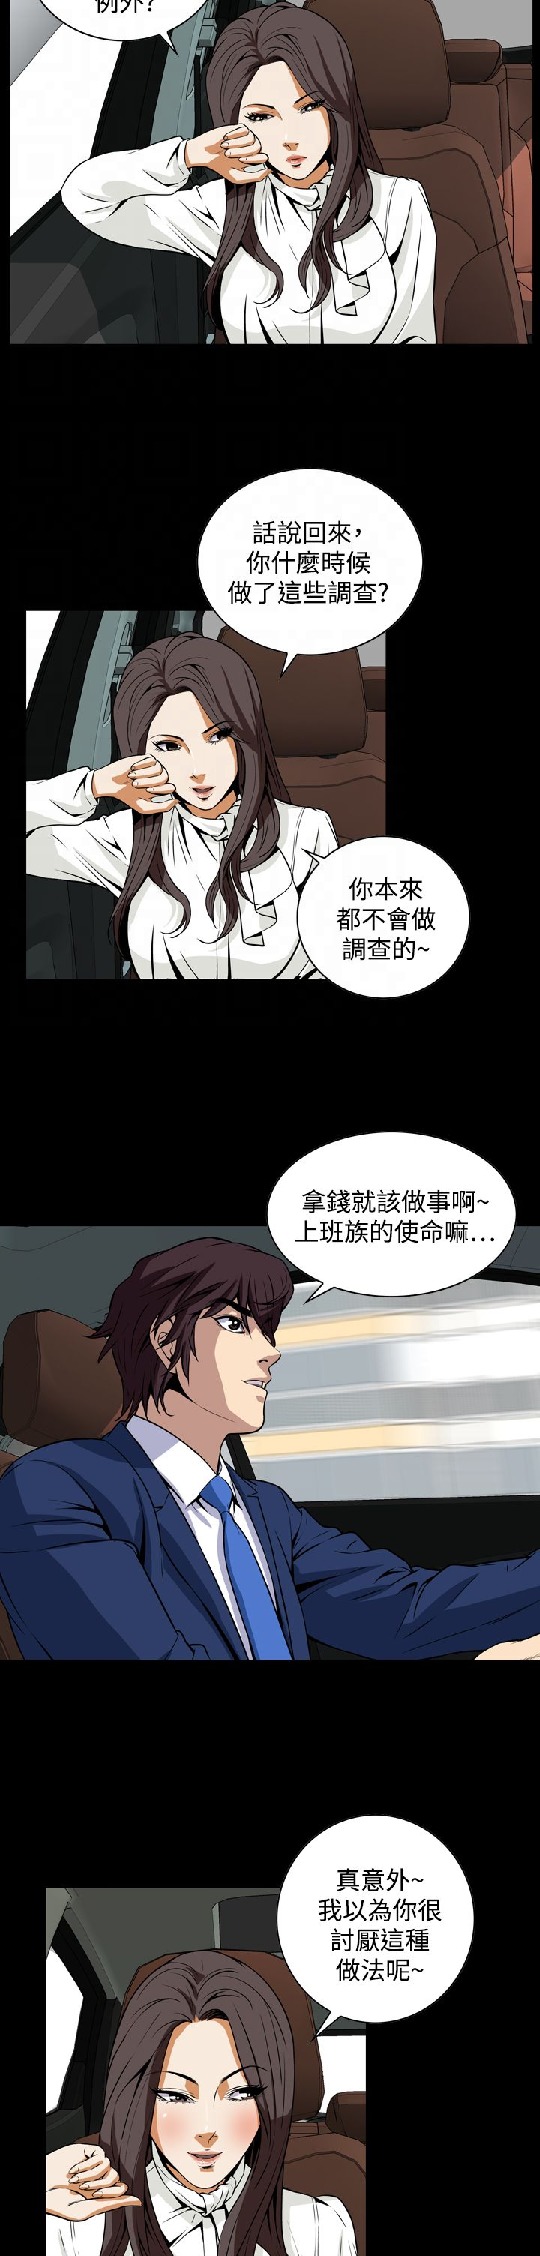 例外?
話說回來,
你什麼時候
做了這些調查?
你本來
都不會做
調查的~
拿錢就該做事啊~
上班族的使命嘛...
真意外~
我以為你很
討厭這種
做法呢~